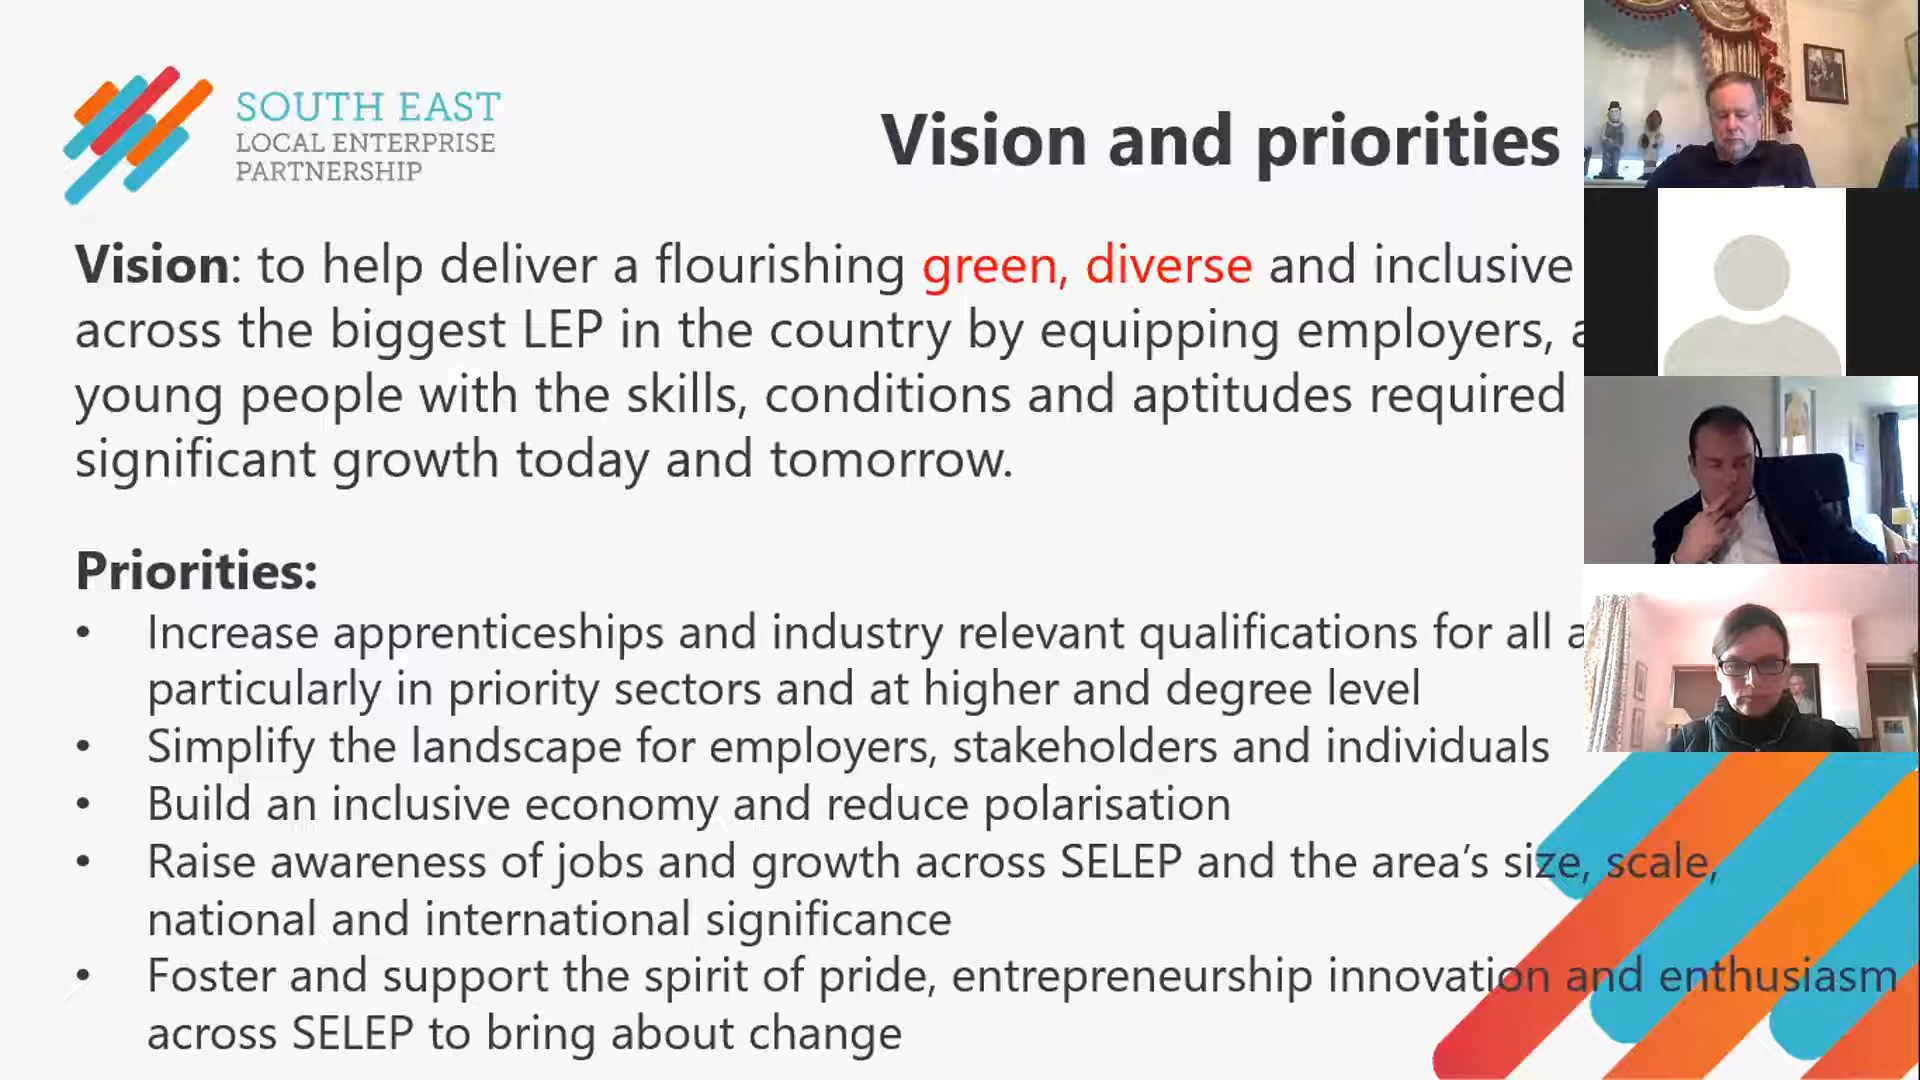 SOUTH EAST
LOCAL ENTERPRISE
PARTNERSHIP
Vision and priorities
Vision: to help deliver a flourishing green, diverse and inclusive
across the biggest LEP in the country by equipping employers,
young people with the skills, conditions and aptitudes required
significant growth today and tomorrow.
Priorities:
• Increase apprenticeships and industry relevant qualifications for all
particularly in priority sectors and at higher and degree level
• Simplify the landscape for employers, stakeholders and individuals
• Build an inclusive economy and reduce polarisation
• Raise awareness of jobs and growth across SELEP and the area's size, scale,
national and international significance
• Foster and support the spirit of pride, entrepreneurship innovation and enthusiasm
across SELEP to bring about change